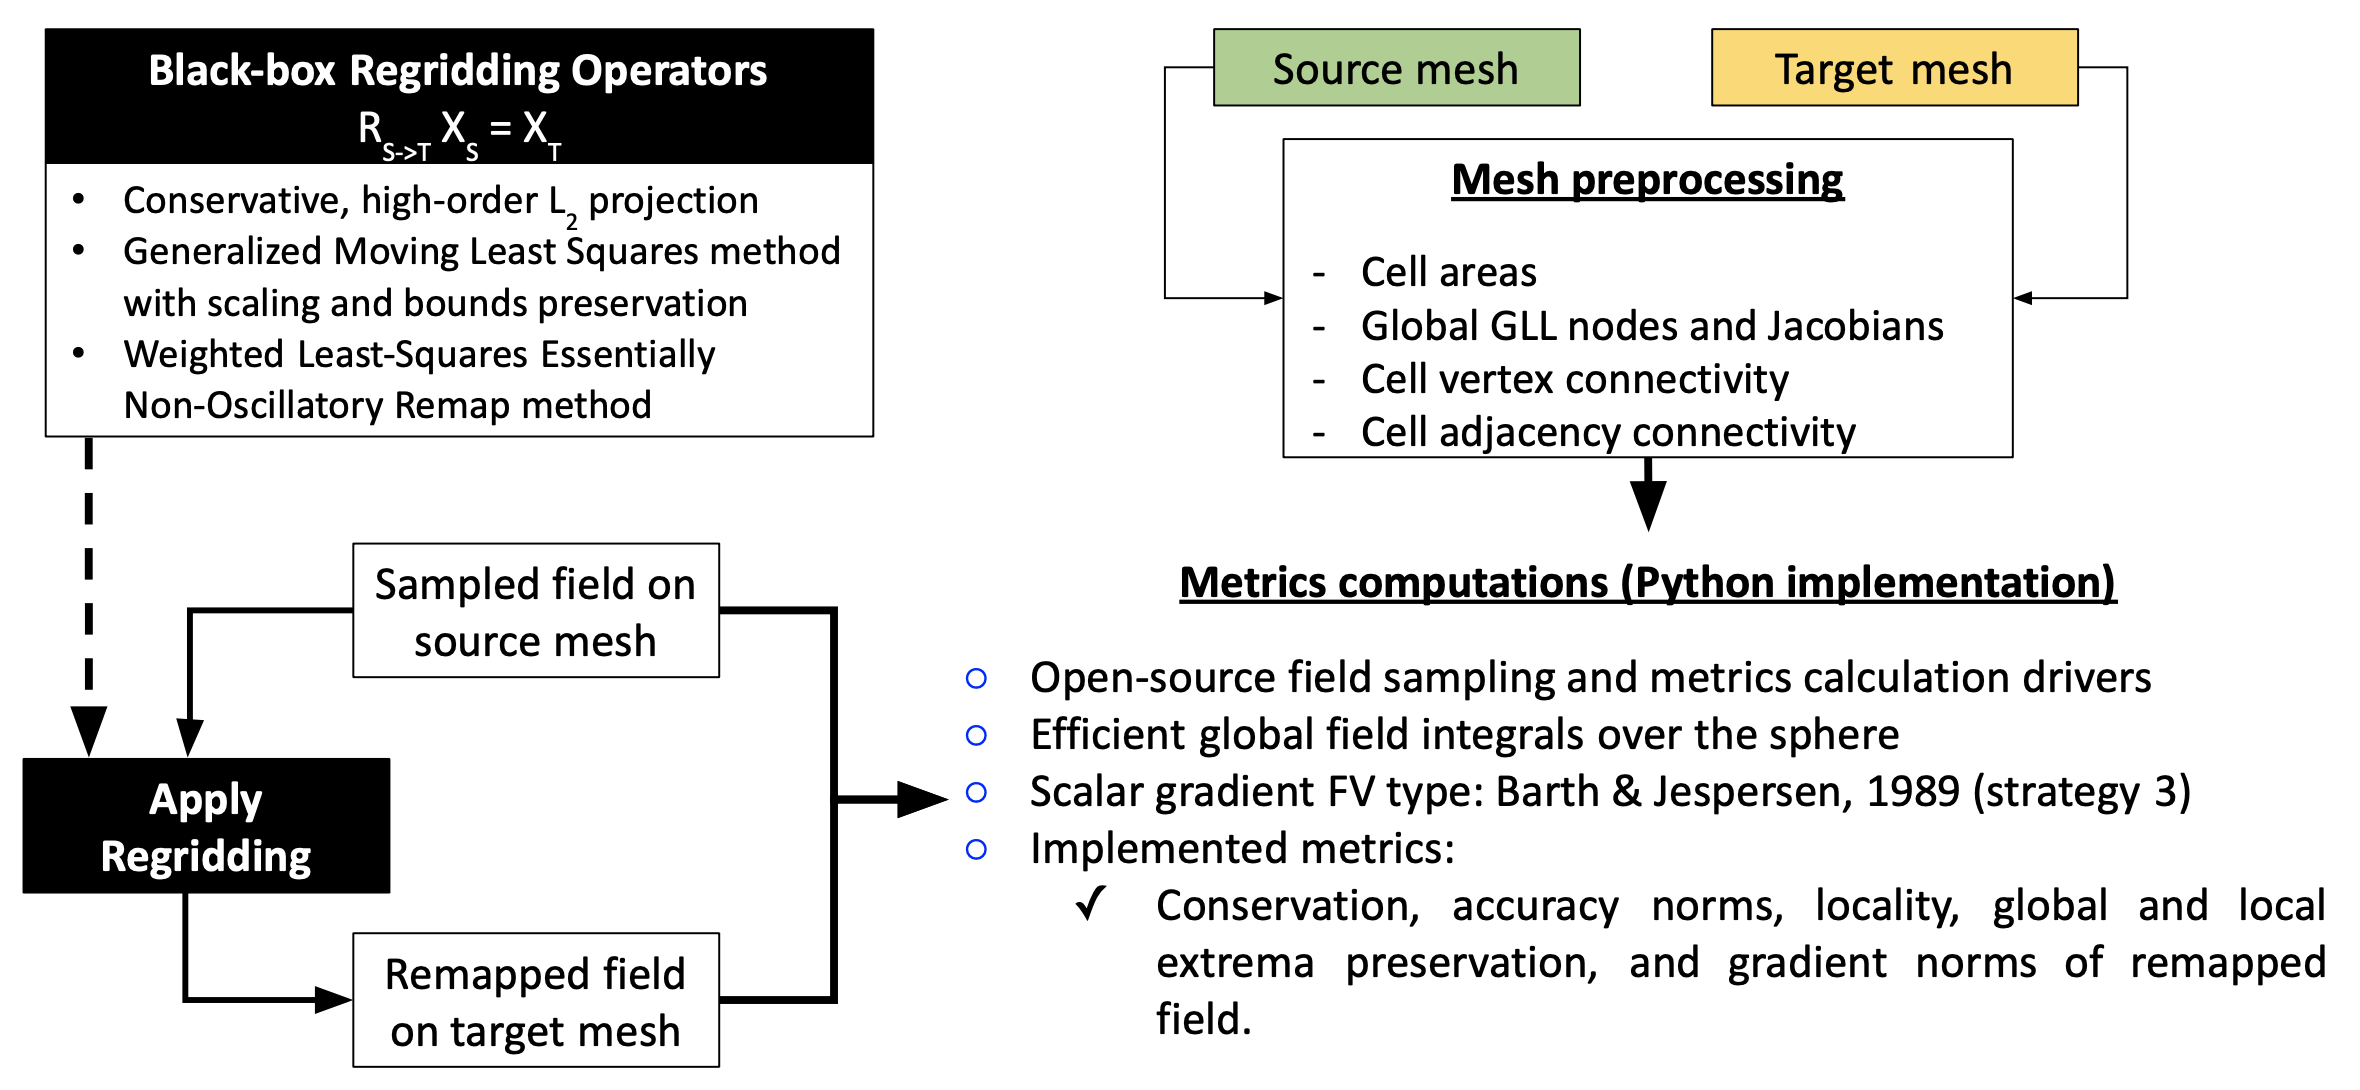 Black-box Regridding Operators
R_S->T X_S = X_T
• Conservative, high-order L_2 projection
• Generalized Moving Least Squares method
with scaling and bounds preservation
• Weighted Least-Squares Essentially
Non-Oscillatory Remap method
Sampled field on
source mesh
Apply
Regridding
Remapped field
on target mesh
Source mesh
Target mesh
Mesh preprocessing
- Cell areas
- Global GLL nodes and Jacobians
- Cell vertex connectivity
- Cell adjacency connectivity
Metrics computations (Python implementation)
○ Open-source field sampling and metrics calculation drivers
○ Efficient global field integrals over the sphere
○ Scalar gradient FV type: Barth & Jespersen, 1989 (strategy 3)
○ Implemented metrics:
✓ Conservation, accuracy norms, locality, global and local
extrema preservation, and gradient norms of remapped
field.